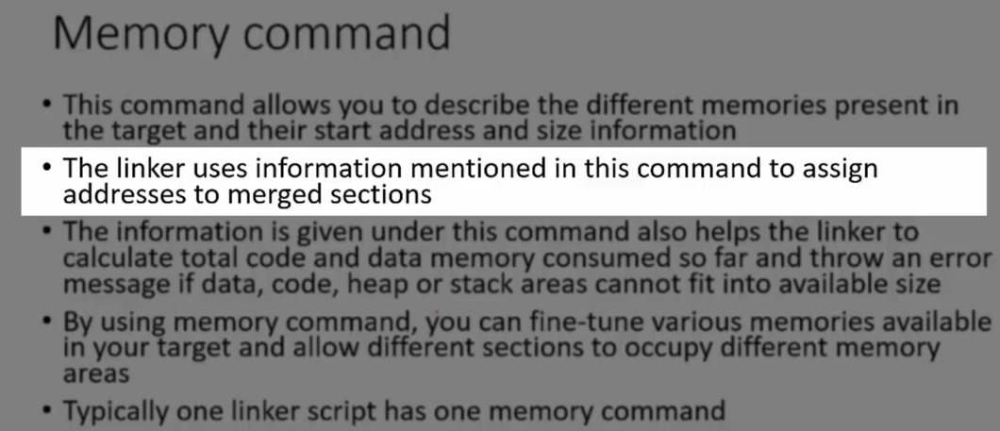 Memory command
• This command allows you to describe the different memories present in
the target and their start address and size information
• The linker uses information mentioned in this command to assign
addresses to merged sections
• The information is given under this command also helps the linker to
calculate total code and data memory consumed so far and throw an error
message if data, code, heap or stack areas cannot fit into available size
• By using memory command, you can fine-tune various memories available
in your target and allow different sections to occupy different memory
areas
• Typically one linker script has one memory command